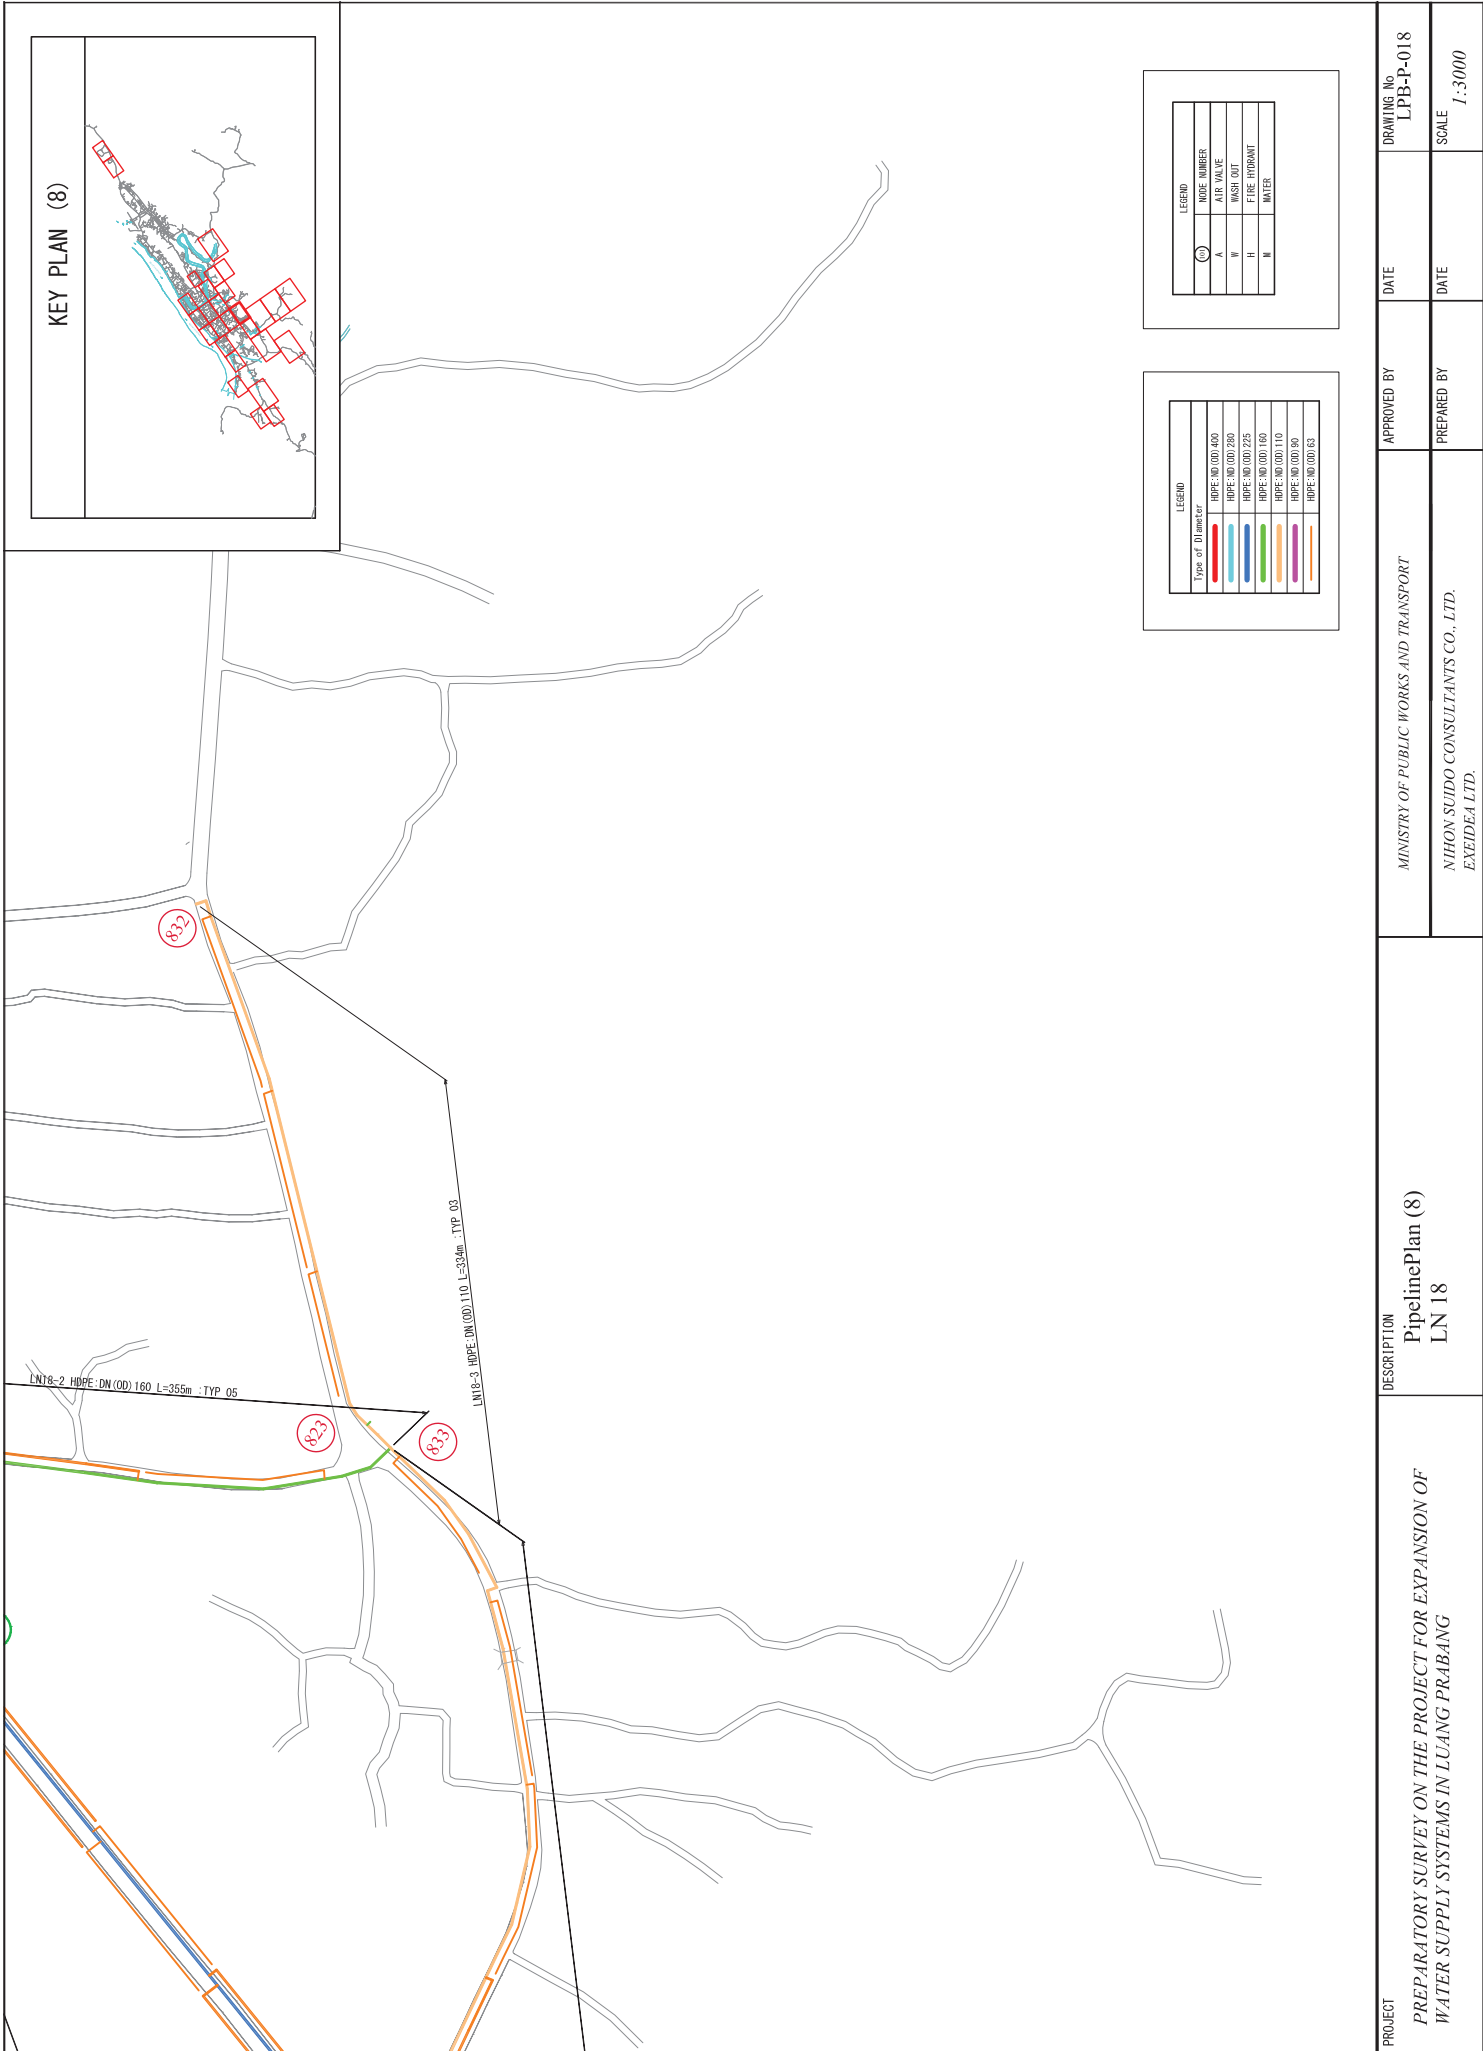 KEY PLAN (8)
LEGEND
101
NODE NUMBER
A
AIR VALVE
W
WASH OUT
H
FIRE HYDRANT
M
MATER
LEGEND
Type of Diameter
HDPE:ND(OD)400
HDPE:ND(OD)280
HDPE:ND(OD)225
HDPE:ND(OD)160
HDPE:ND(OD)110
HDPE:ND(OD)90
HDPE:ND(OD)63
832
823
833
LN18-2 HDPE:DN(OD)160 L=355m :TYP 05
LN18-3 HDPE:DN(OD)110 L=334m :TYP 03
PROJECT
PREPARATORY SURVEY ON THE PROJECT FOR EXPANSION OF
WATER SUPPLY SYSTEMS IN LUANG PRABANG
DESCRIPTION
PipelinePlan (8)
LN 18
MINISTRY OF PUBLIC WORKS AND TRANSPORT
NIHON SUIDO CONSULTANTS CO., LTD.
EXEIDEA LTD.
APPROVED BY
PREPARED BY
DATE
DATE
DRAWING No
LPB-P-018
SCALE
1:3000